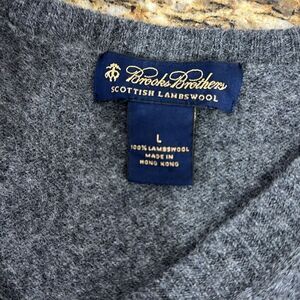 Brooks Brothers
SCOTTISH LAMBSWOOL
L
100% LAMBSWOOL
MADE IN
HONG KONG